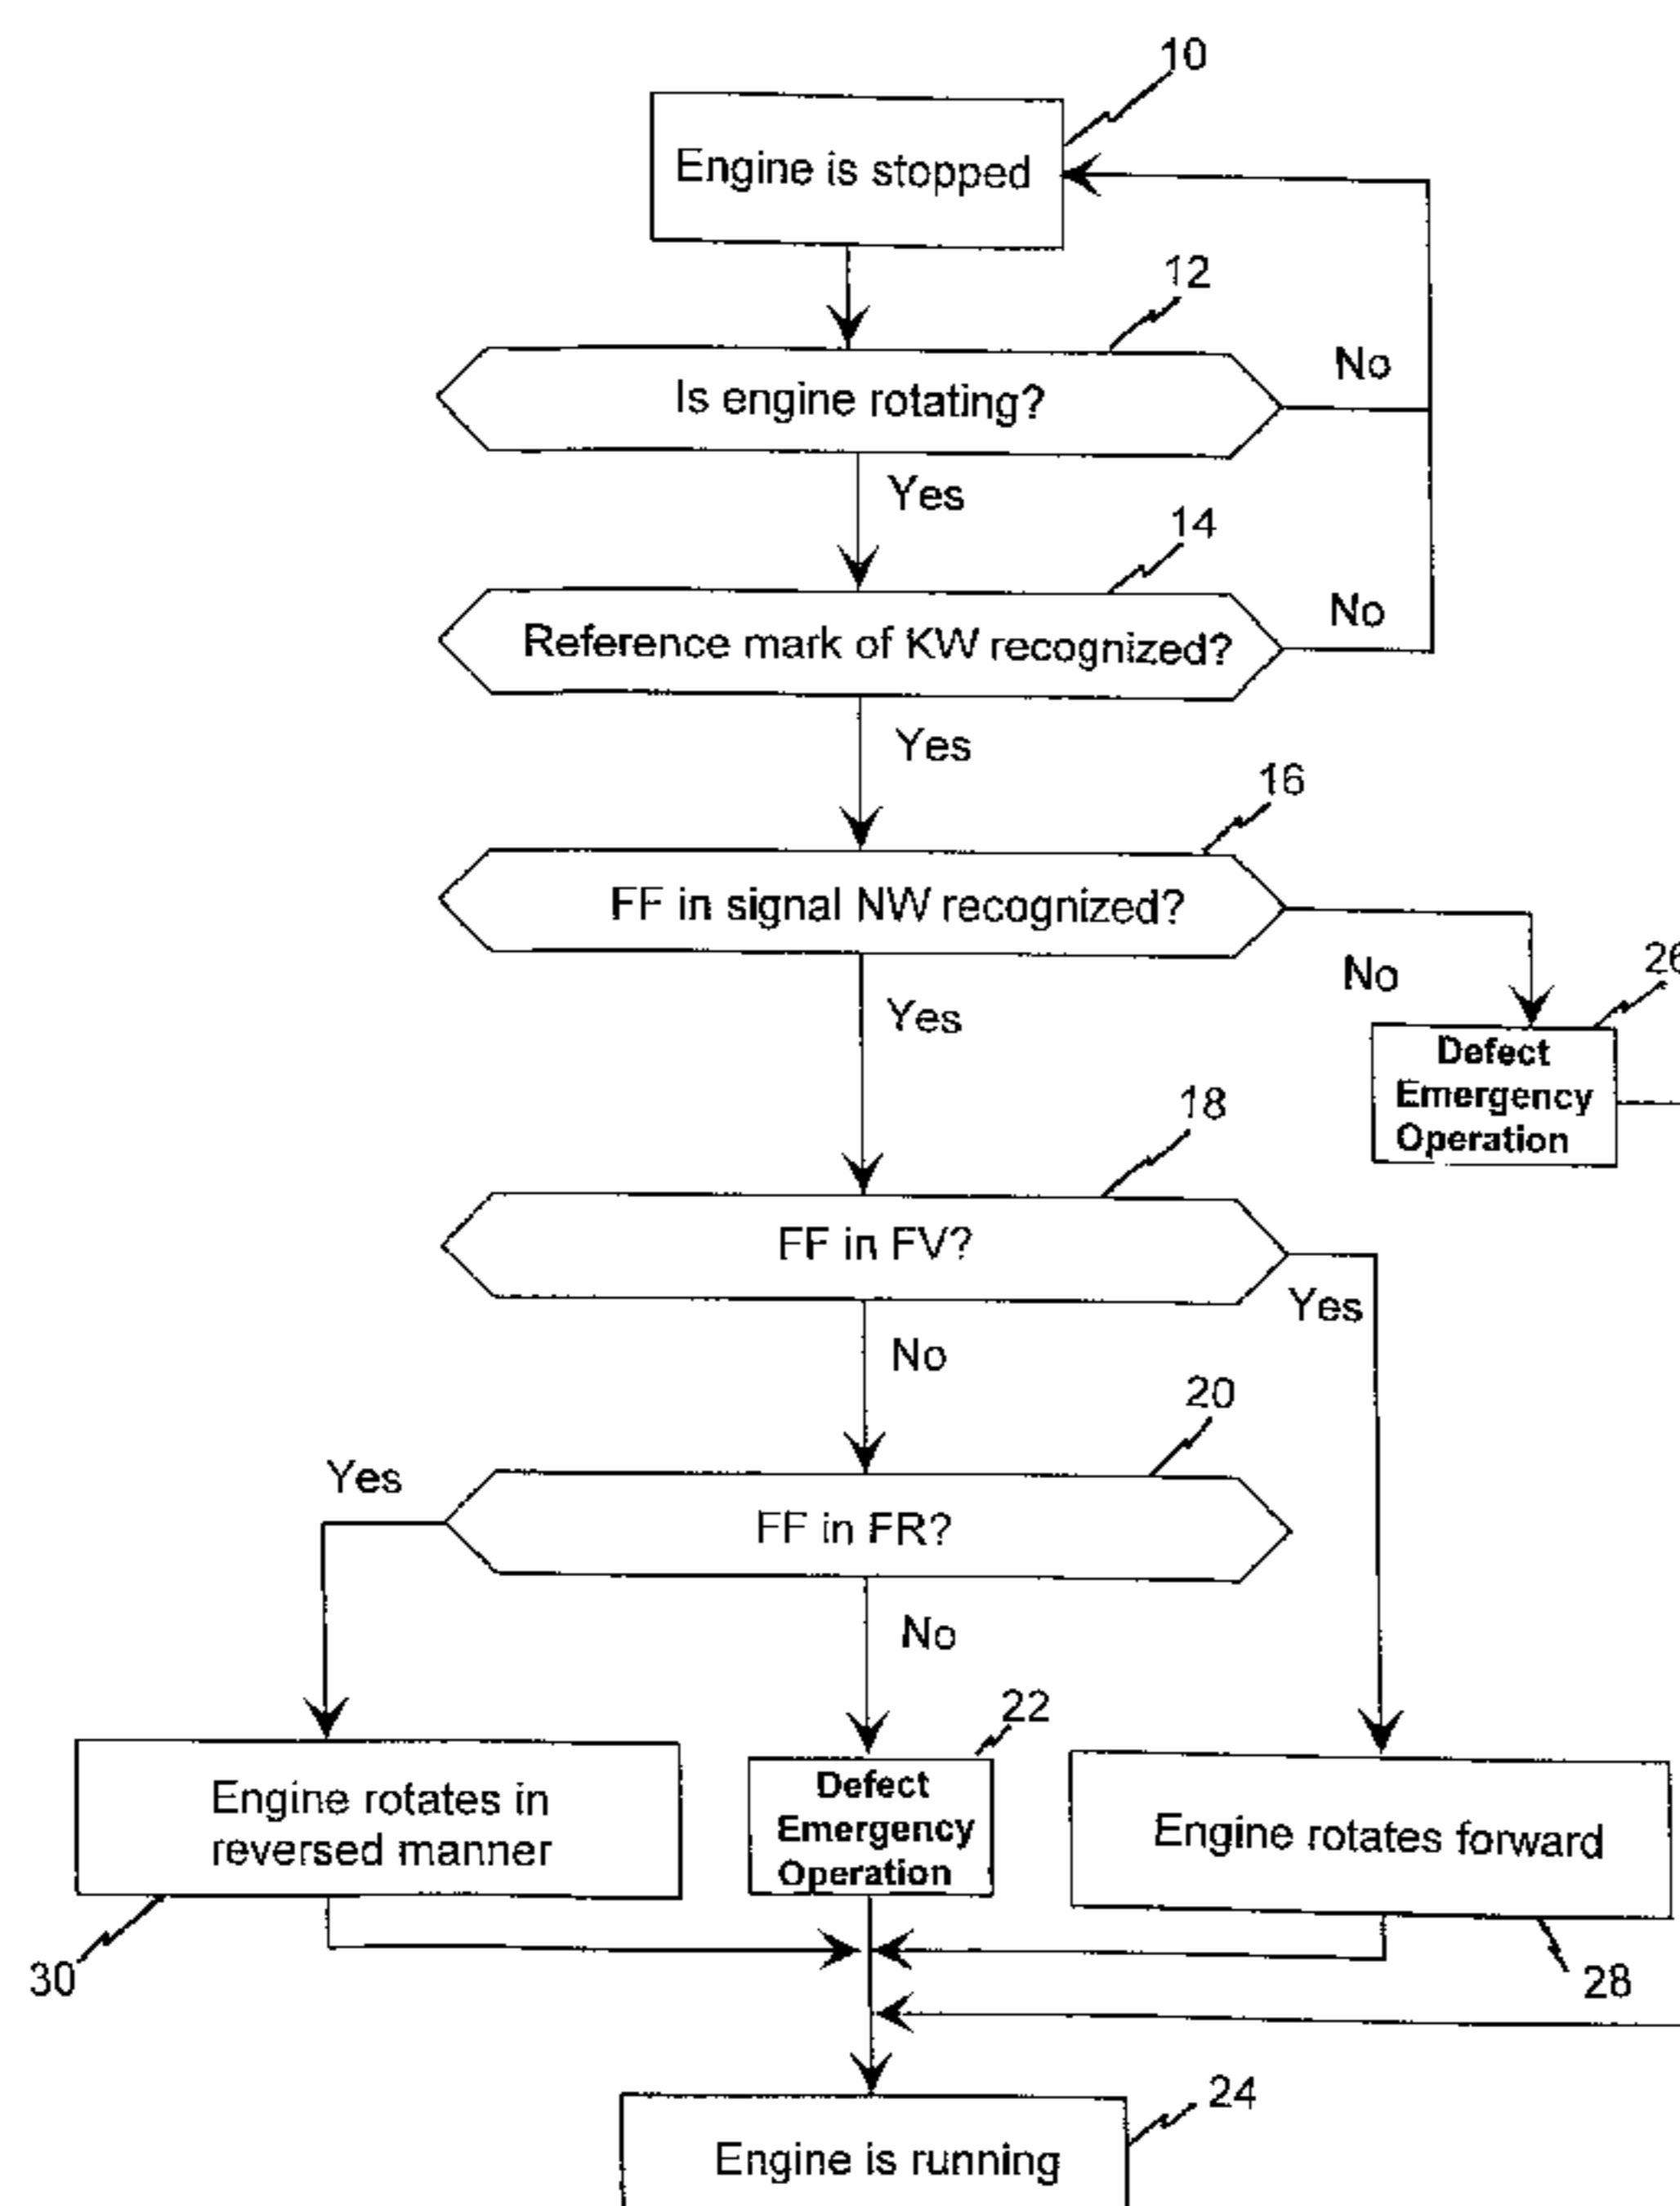 10
Engine is stopped
12
Is engine rotating?
No
Yes
14
Reference mark of KW recognized?
No
Yes
16
FF in signal NW recognized?
No
26
Yes
Defect
Emergency
Operation
18
FF in FV?
Yes
No
20
Yes
FF in FR?
No
22
Engine rotates in
reversed manner
Defect
Emergency
Operation
Engine rotates forward
30
28
24
Engine is running